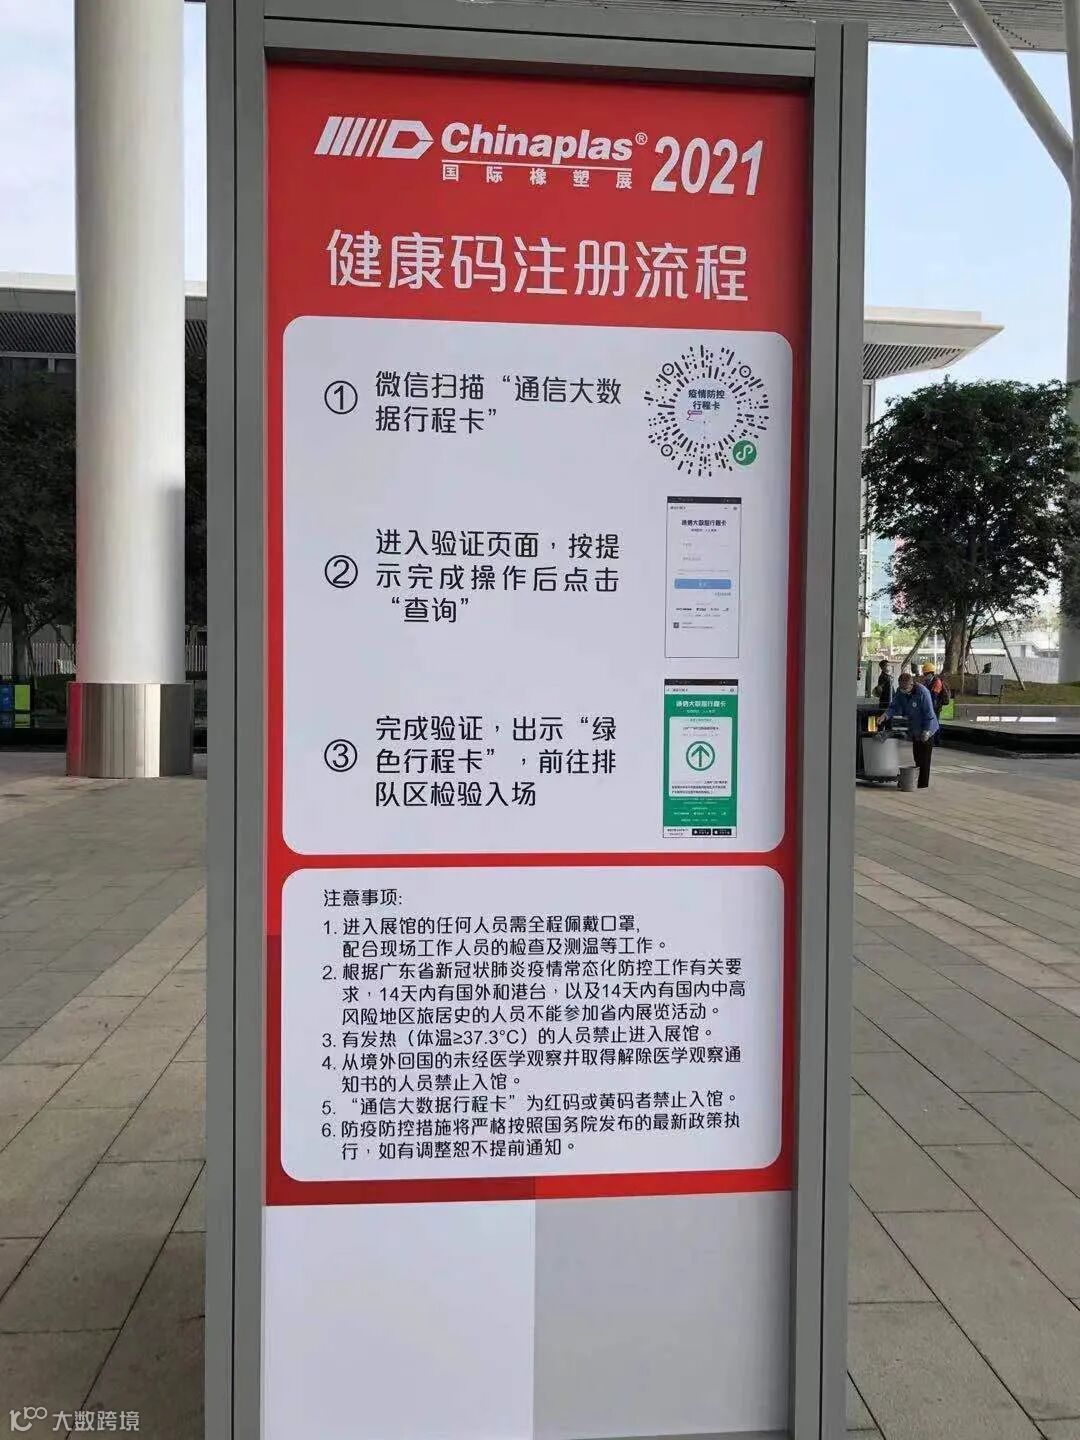 Chinaplas® 2021
国际橡塑展
健康码注册流程
① 微信扫描“通信大数
据行程卡”
疫情防控
行程卡
② 进入验证页面，按提
示完成操作后点击
“查询”
通信大数据行程卡
③ 完成验证，出示“绿
色行程卡”，前往排
队区检验入场
通信大数据行程卡
注意事项:
1. 进入展馆的任何人员需全程佩戴口罩,
配合现场工作人员的检查及测温等工作。
2. 根据广东省新冠状肺炎疫情常态化防控工作有关要
求，14天内有国外和港台，以及14天内有国内中高
风险地区旅居史的人员不能参加省内展览活动。
3. 有发热（体温≥37.3°C）的人员禁止进入展馆。
4. 从境外回国的未经医学观察并取得解除医学观察通
知书的人员禁止入馆。
5. “通信大数据行程卡”为红码或黄码者禁止入馆。
6. 防疫防控措施将严格按照国务院发布的最新政策执
行，如有调整恕不提前通知。
大数跨境